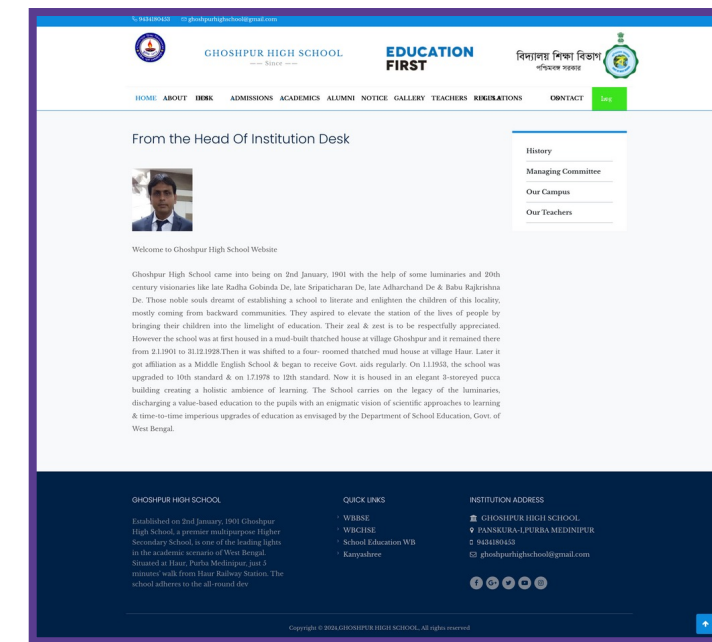 9434180453 ghoshpurhighschool@gmail.com
GHOSHPUR HIGH SCHOOL
—— Since ——
EDUCATION
FIRST
বিদ্যালয় শিক্ষা বিভাগ
পশ্চিমবঙ্গ সরকার
HOME ABOUT ADMISSIONS ACADEMICS ALUMNI NOTICE GALLERY TEACHERS
From the Head Of Institution Desk
History
Managing Committee
Our Campus
Our Teachers
Welcome to Ghoshpur High School Website
Ghoshpur High School came into being on 2nd January, 1901 with the help of some luminaries and 20th
century visionaries like late Radha Gobinda De, late Sripaticharan De, late Adharchand De & Babu Rajkrishna
De. Those noble souls dreamt of establishing a school to literate and enlighten the children of this locality,
mostly coming from backward communities. They aspired to elevate the station of the lives of people by
bringing their children into the limelight of education. Their zeal & zest is to be respectfully appreciated.
However the school was at first housed in a mud-built thatched house at village Ghoshpur and it remained there
from 2.1.1901 to 31.12.1928.Then it was shifted to a four- roomed thatched mud house at village Haur. Later it
got affiliation as a Middle English School & began to receive Govt. aids regularly. On 1.1.1953, the school was
upgraded to 10th standard & on 1.7.1978 to 12th standard. Now it is housed in an elegant 3-storeyed pucca
building creating a holistic ambience of learning. The School carries on the legacy of the luminaries,
discharging a value-based education to the pupils with an enigmatic vision of scientific approaches to learning
& time-to-time imperious upgrades of education as envisaged by the Department of School Education, Govt. of
West Bengal.
GHOSHPUR HIGH SCHOOL
Established on 2nd January, 1901 Ghoshpur
High School, a premier multipurpose Higher
Secondary School, is one of the leading lights
in the academic scenario of West Bengal.
Situated at Haur, Purba Medinipur, just 5
minutes' walk from Haur Railway Station. The
school adheres to the all-round dev
QUICK LINKS
WBBSE
WBCHSE
School Education WB
Kanyashree
INSTITUTION ADDRESS
GHOSHPUR HIGH SCHOOL
PANSKURA-I,PURBA MEDINIPUR
9434180453
ghoshpurhighschool@gmail.com
Copyright © 2024,GHOSHPUR HIGH SCHOOL, All rights reserved